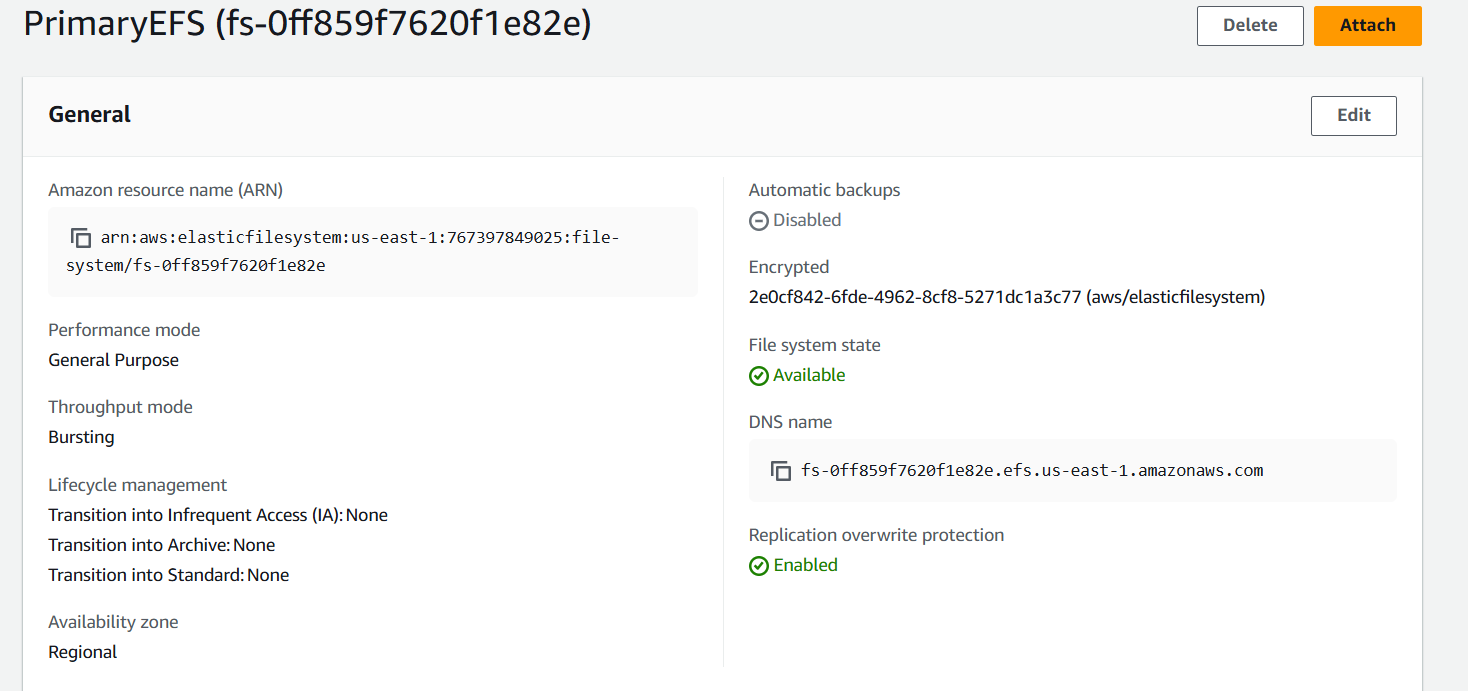 PrimaryEFS (fs-0ff859f7620f1e82e)
Delete
Attach
General
Edit
Amazon resource name (ARN)
arn:aws:elasticfilesystem:us-east-1:767397849025:file-
system/fs-0ff859f7620f1e82e
Performance mode
General Purpose
Throughput mode
Bursting
Lifecycle management
Transition into Infrequent Access (IA): None
Transition into Archive: None
Transition into Standard: None
Availability zone
Regional
Automatic backups
Disabled
Encrypted
2e0cf842-6fde-4962-8cf8-5271dc1a3c77 (aws/elasticfilesystem)
File system state
Available
DNS name
fs-0ff859f7620f1e82e.efs.us-east-1.amazonaws.com
Replication overwrite protection
Enabled